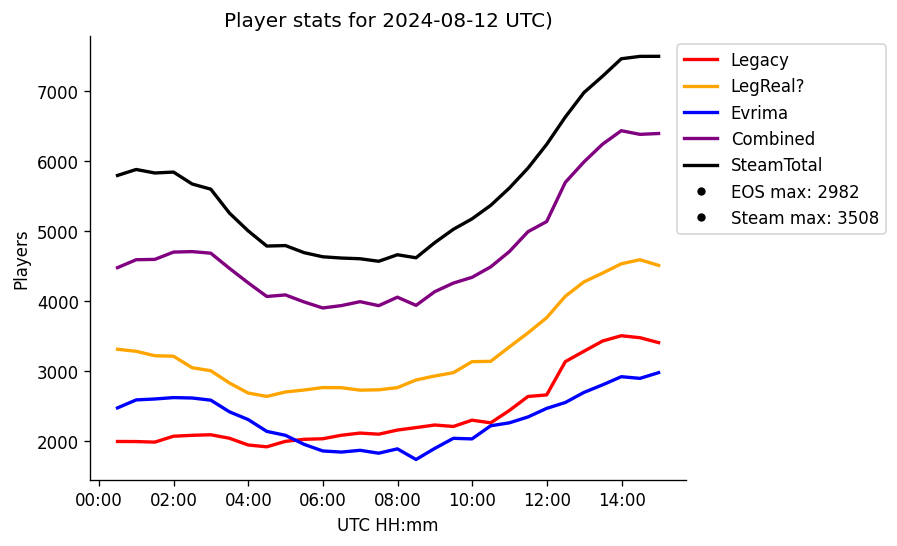 Player stats for 2024-08-12 UTC)
Legacy
LegReal?
Evrima
Combined
SteamTotal
EOS max: 2982
Steam max: 3508
Players
7000
6000
5000
4000
3000
2000
00:00 02:00 04:00 06:00 08:00 10:00 12:00 14:00
UTC HH:mm